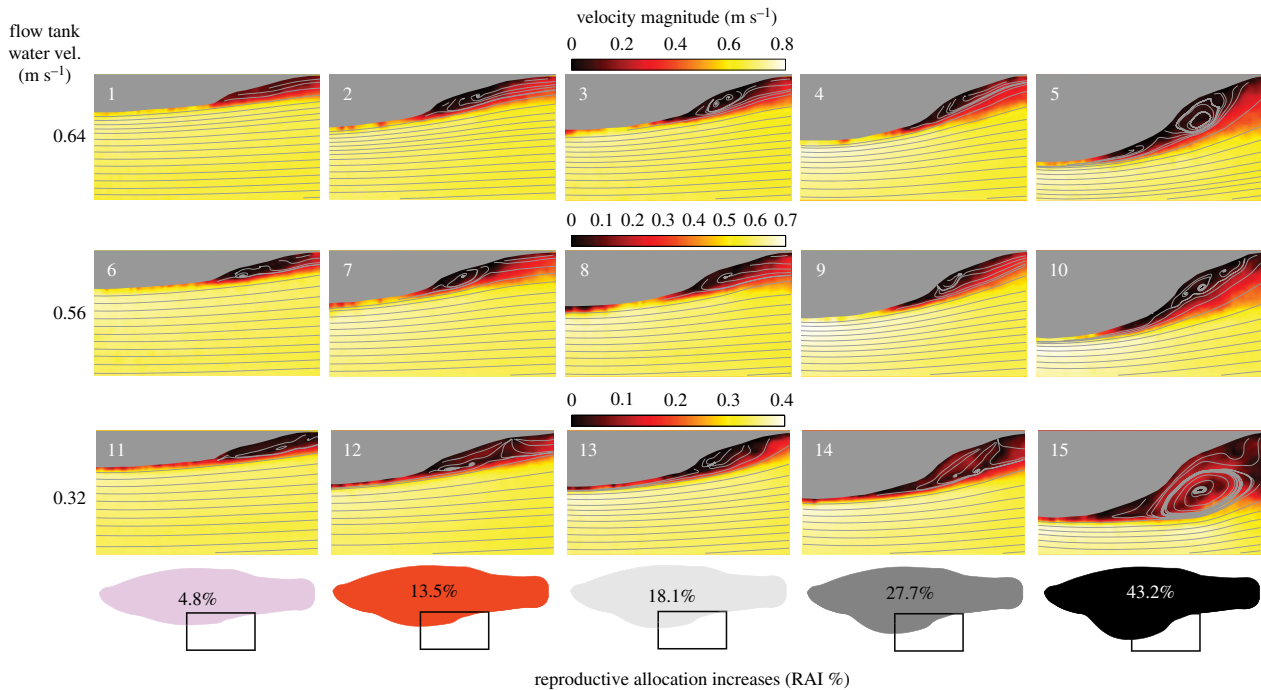 velocity magnitude (m s⁻¹)
flow tank
water vel.
(m s⁻¹)
0 0.2 0.4 0.6 0.8
1 2 3 4 5
0.64
0 0.1 0.2 0.3 0.4 0.5 0.6 0.7
6 7 8 9 10
0.56
0 0.1 0.2 0.3 0.4
11 12 13 14 15
0.32
4.8% 13.5% 18.1% 27.7% 43.2%
reproductive allocation increases (RAI %)